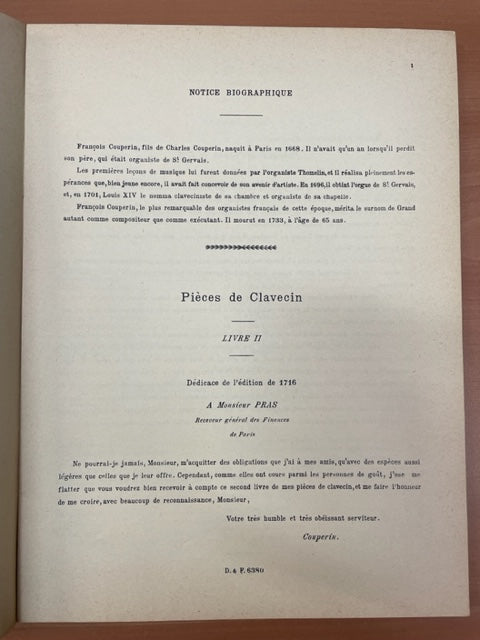 1
NOTICE BIOGRAPHIQUE
François Couperin, fils de Charles Couperin, naquit à Paris en 1668. Il n'avait qu'un an lorsqu'il perdit
son père, qui était organiste de St Gervais.
Les premières leçons de musique lui furent données par l'organiste Thomelin, et il réalisa pleinement les es-
pérances que, bien jeune encore, il avait fait concevoir de son avenir d'artiste. En 1696, il obtint l'orgue de St Gervais,
et, en 1701, Louis XIV le nomma claveciniste de sa chambre et organiste de sa chapelle.
François Couperin, le plus remarquable des organistes français de cette époque, mérita le surnom de Grand
autant comme compositeur que comme exécutant. Il mourut en 1733, à l'âge de 65 ans.
Pièces de Clavecin
LIVRE II
Dédicace de l'édition de 1716
A Monsieur PRAS
Receveur général des Finences
de Paris
Ne pourrai-je jamais, Monsieur, m'acquitter des obligations que j'ai à mes amis, qu'avec des espèces aussi
légères que celles que je leur offre. Cependant, comme elles ont cours parmi les personnes de goût, j'ose me
flatter que vous voudrez bien recevoir à compte ce second livre de mes pièces de clavecin, et me faire l'honneur
de me croire, avec beaucoup de reconnaissance, Monsieur,
Votre très humble et très obéissant serviteur.
Couperin.
D. & F. 6380